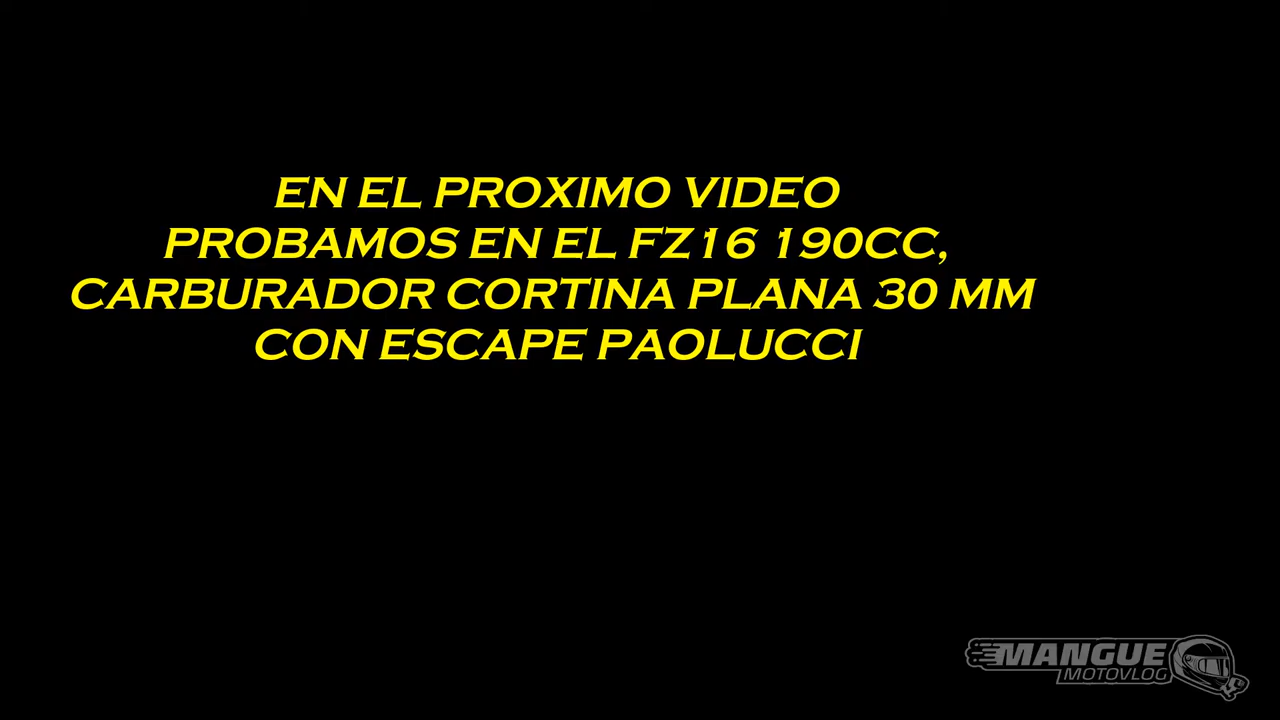 EN EL PROXIMO VIDEO
PROBAMOS EN EL FZ16 190CC,
CARBURADOR CORTINA PLANA 30 MM
CON ESCAPE PAOLUCCI
MANGUE
MOTOVLOG